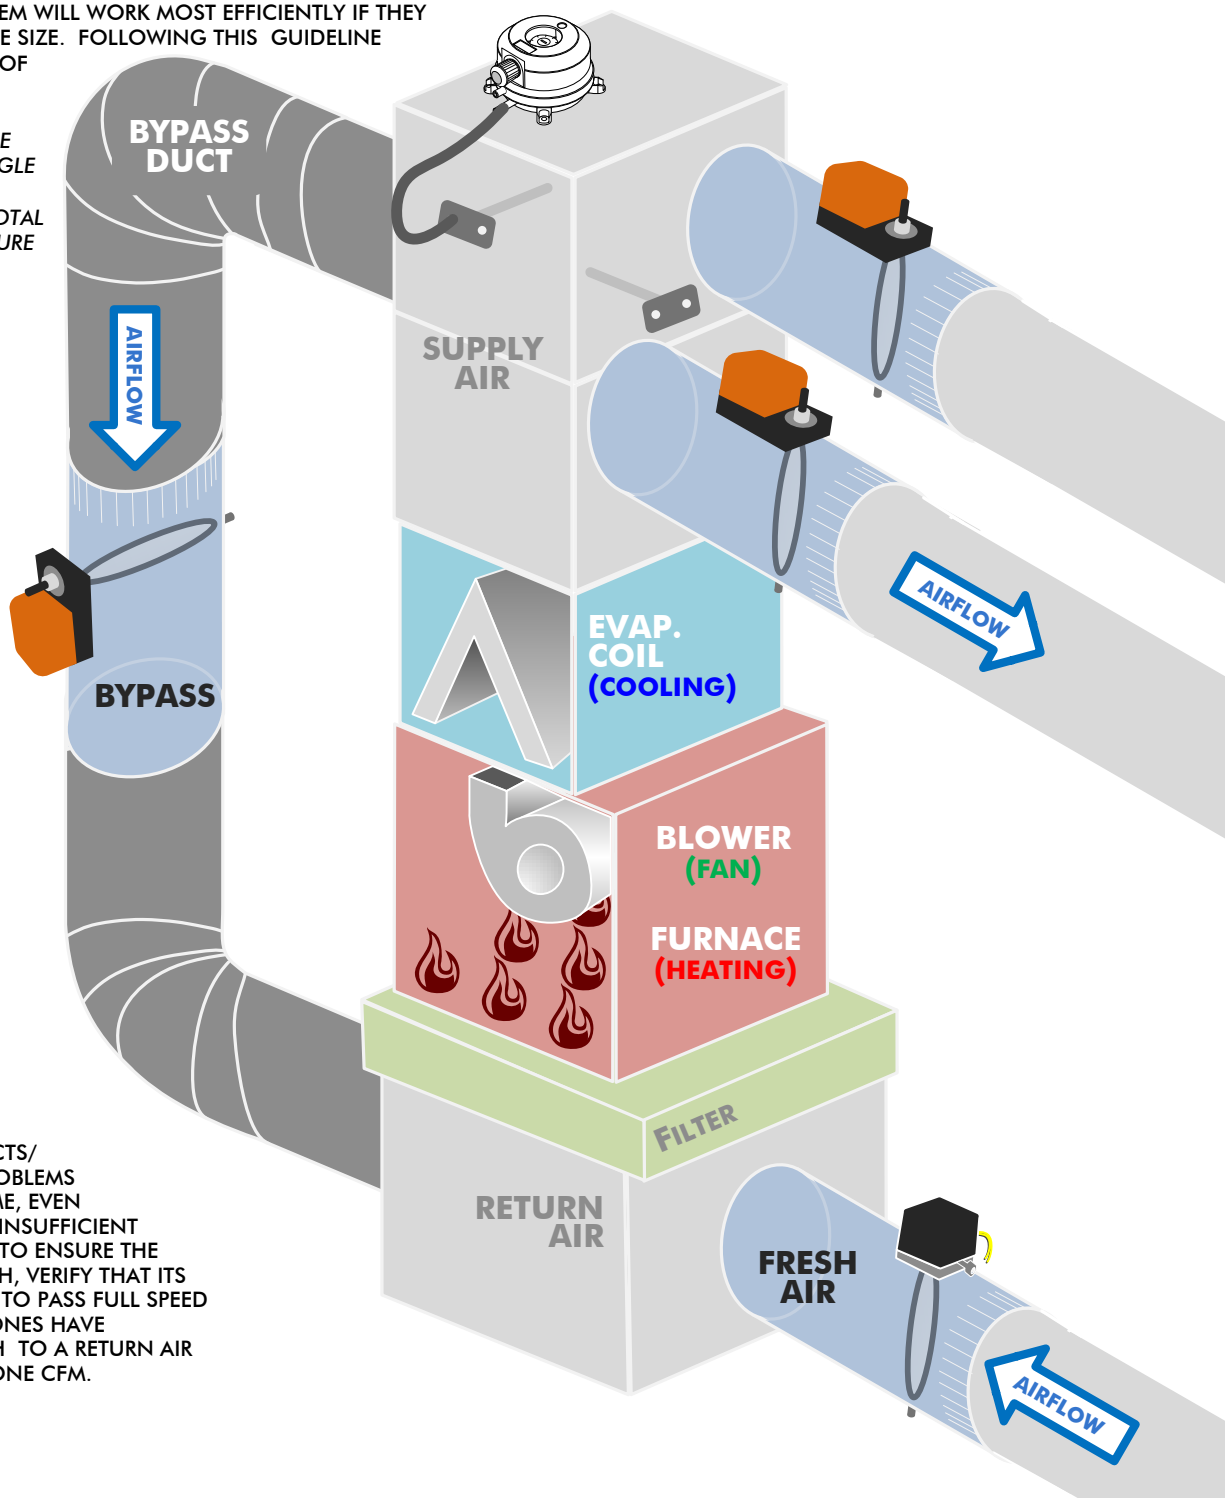 EM WILL WORK MOST EFFICIENTLY IF THEY
E SIZE.  FOLLOWING THIS  GUIDELINE
OF
E
GLE
OTAL
URE
BYPASS
DUCT
AIRFLOW
SUPPLY
AIR
EVAP.
COIL
(COOLING)
AIRFLOW
BYPASS
BLOWER
(FAN)
FURNACE
(HEATING)
FILTER
CTS/
OBLEMS
ME, EVEN
INSUFFICIENT
TO ENSURE THE
H, VERIFY THAT ITS
TO PASS FULL SPEED
ONES HAVE
H  TO A RETURN AIR
ONE CFM.
RETURN
AIR
FRESH
AIR
AIRFLOW